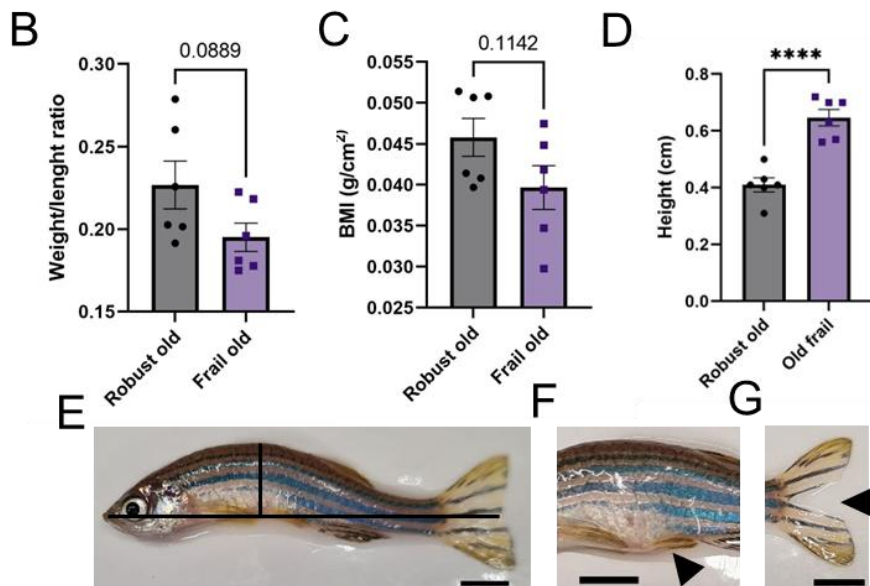 B
0.0889
Weight/lenght ratio
0.30
0.25
0.20
0.15
Robust old
Frail old
C
0.1142
BMI (g/cm²⁾
0.055
0.050
0.045
0.040
0.035
0.030
0.025
Robust old
Frail old
D
****
Height (cm)
0.8
0.6
0.4
0.2
0.0
Robust old
Old frail
E
F
G